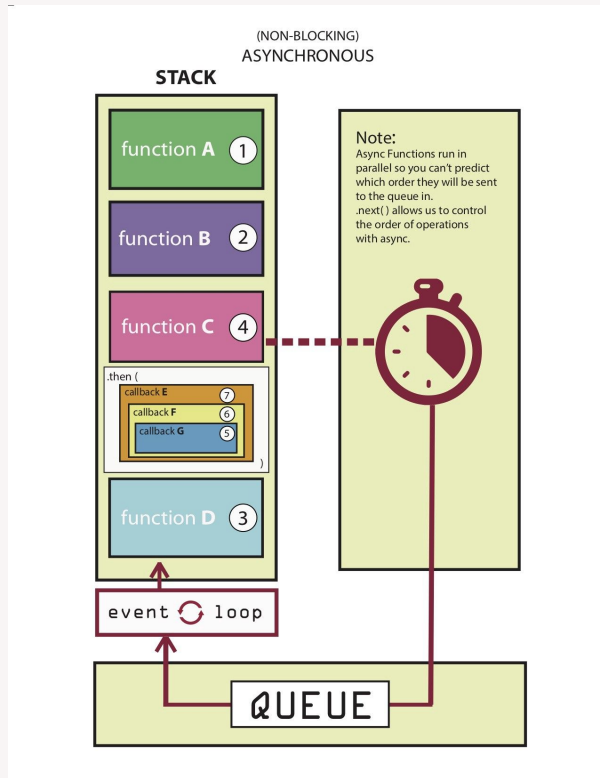 (NON-BLOCKING)
ASYNCHRONOUS
STACK
function A 1
function B 2
function C 4
.then (
callback E 7
callback F 6
callback G 5
)
function D 3
Note:
Async Functions run in
parallel so you can't predict
which order they will be sent
to the queue in.
.next( ) allows us to control
the order of operations
with async.
event loop
QUEUE